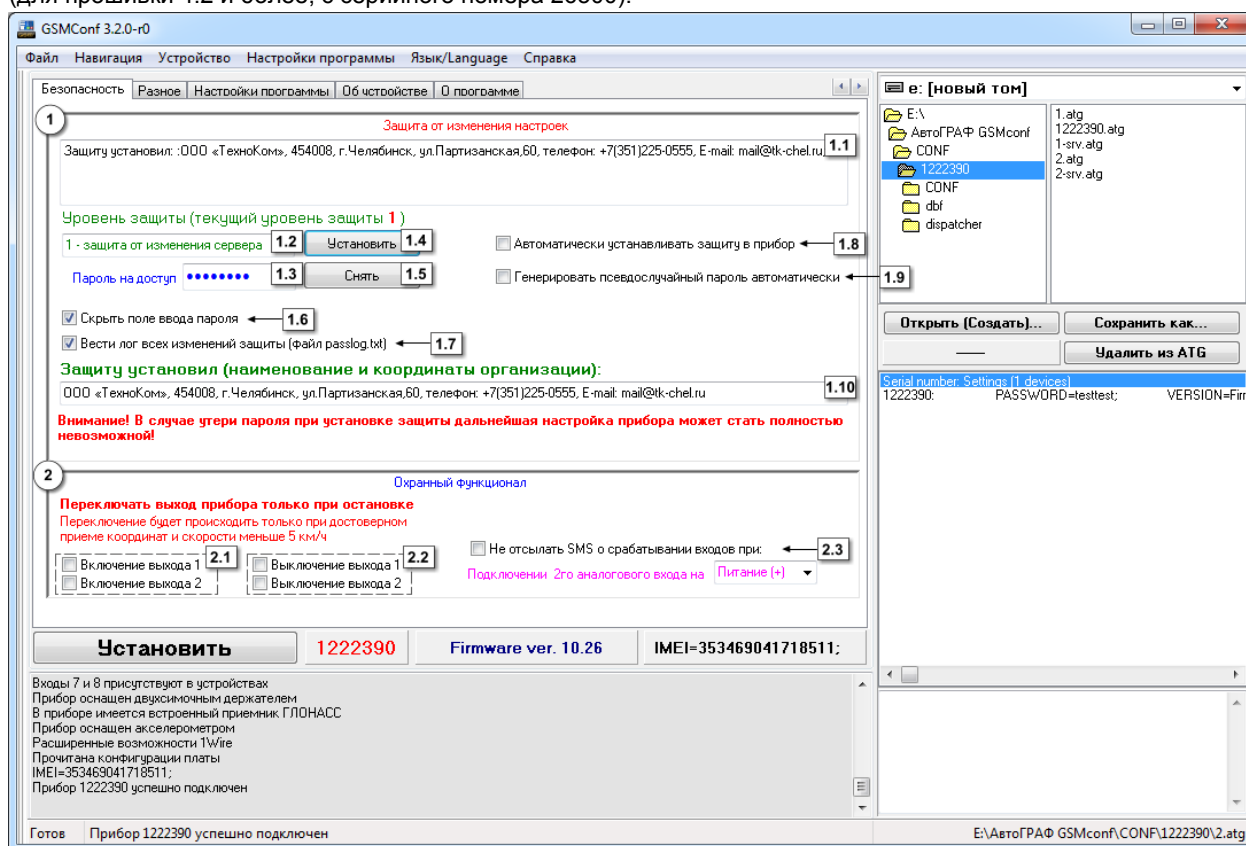 (для прошивки 4.2 и более, с серийного номера 20500).
GSMConf 3.2.0-r0
Файл Навигация Устройство Настройки программы Язык/Language Справка
Безопасность Разное Настройки программы Об устройстве О программе
1
Защита от изменения настроек
Защиту установил: :ООО «ТехноКом», 454008, г.Челябинск, ул.Партизанская,60, телефон: +7(351)225-0555, E-mail: mail@tk-chel.ru,
1.1
Уровень защиты (текущий уровень защиты 1 )
1 - защита от изменения сервера 1.2 Установить 1.4
Автоматически устанавливать защиту в прибор 1.8
Пароль на доступ •••••••• 1.3 Снять 1.5
Генерировать псевдослучайный пароль автоматически 1.9
Скрыть поле ввода пароля 1.6
Вести лог всех изменений защиты (файл passlog.txt) 1.7
Защиту установил (наименование и координаты организации):
ООО «ТехноКом», 454008, г.Челябинск, ул.Партизанская,60, телефон: +7(351)225-0555, E-mail: mail@tk-chel.ru
1.10
Внимание! В случае утери пароля при установке защиты дальнейшая настройка прибора может стать полностью
невозможной!
2
Охранный функционал
Переключать выход прибора только при остановке
Переключение будет происходить только при достоверном
приеме координат и скорости меньше 5 км/ч
Включение выхода 1 2.1 Выключение выхода 1 2.2
Включение выхода 2 Выключение выхода 2
Не отсылать SMS о срабатывании входов при: 2.3
Подключении 2го аналогового входа на Питание (+)
Установить 1222390 Firmware ver. 10.26 IMEI=353469041718511;
Входы 7 и 8 присутствуют в устройствах
Прибор оснащен двухсимочным держателем
В приборе имеется встроенный приемник ГЛОНАСС
Прибор оснащен акселерометром
Расширенные возможности 1Wire
Прочитана конфигурации платы
IMEI=353469041718511;
Прибор 1222390 успешно подключен
e: [новый том]
E:\
АвтоГРАФ GSMconf
CONF
1222390
CONF
dbf
dispatcher
1.atg
1222390.atg
1-srv.atg
2.atg
2-srv.atg
Открыть (Создать)... Сохранить как...
Удалить из ATG
Serial number: Settings (1 devices)
1222390: PASSWORD=testtest; VERSION=Fir
Готов Прибор 1222390 успешно подключен E:\АвтоГРАФ GSMconf\CONF\1222390\2.atg